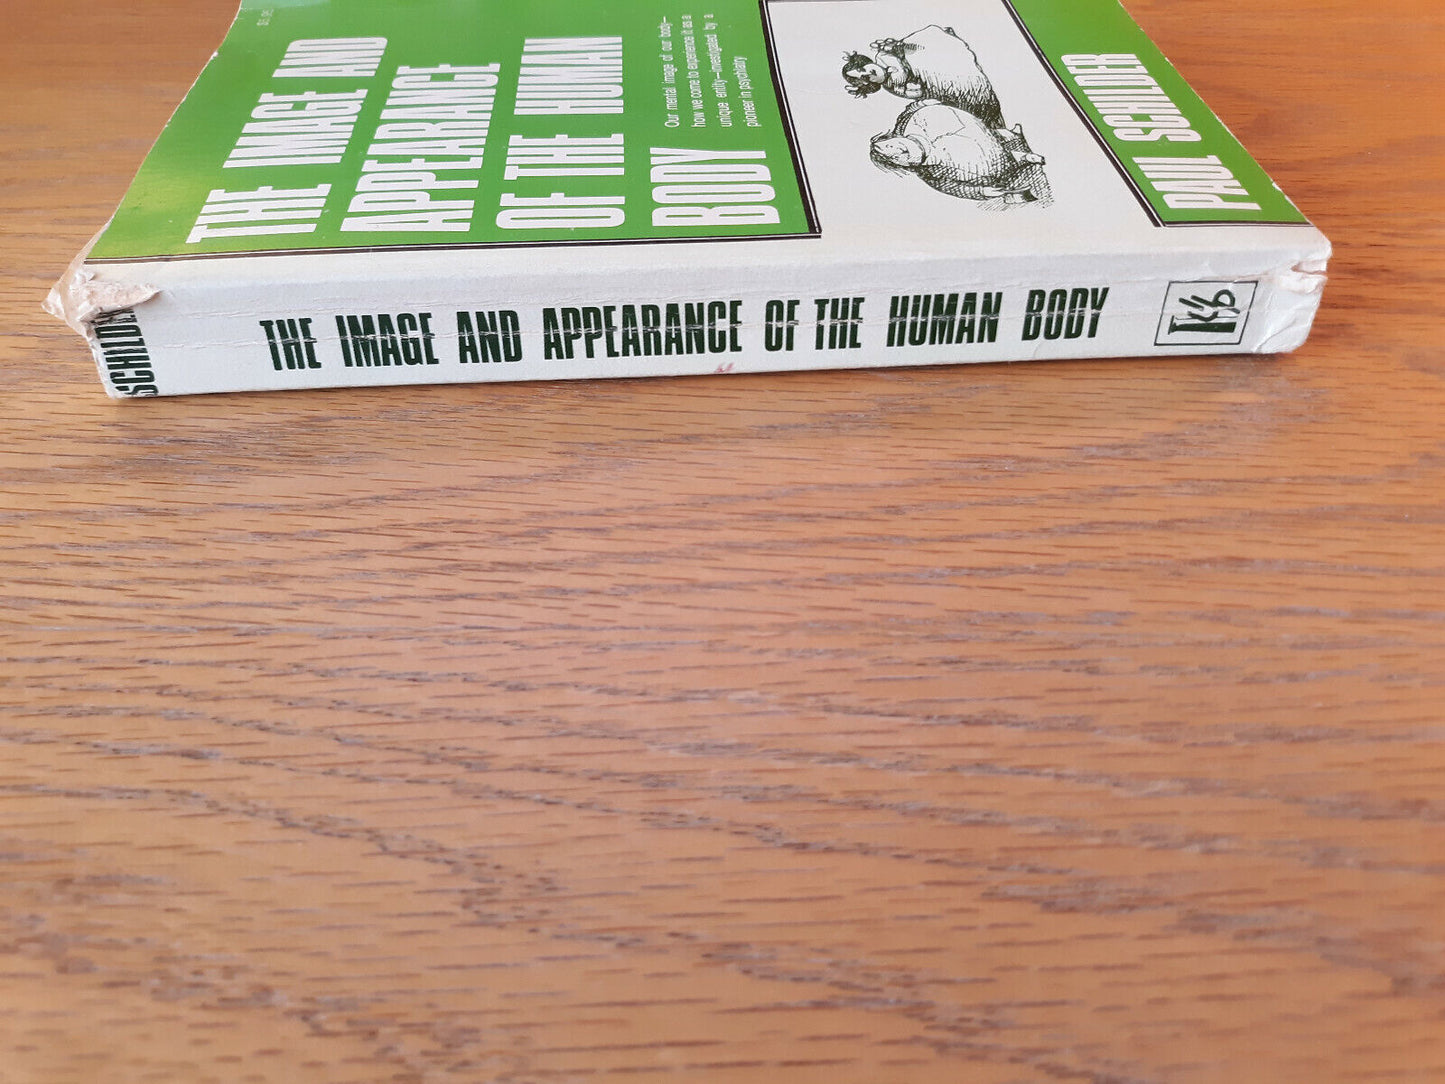 THE IMAGE AND
APPEARANCE
OF THE HUMAN
BODY
Our mental image of our body—
how we come to experience it as a
unique entity—investigated by a
pioneer in psychiatry
PAUL SCHILDER
SCHILDER
THE IMAGE AND APPEARANCE OF THE HUMAN BODY